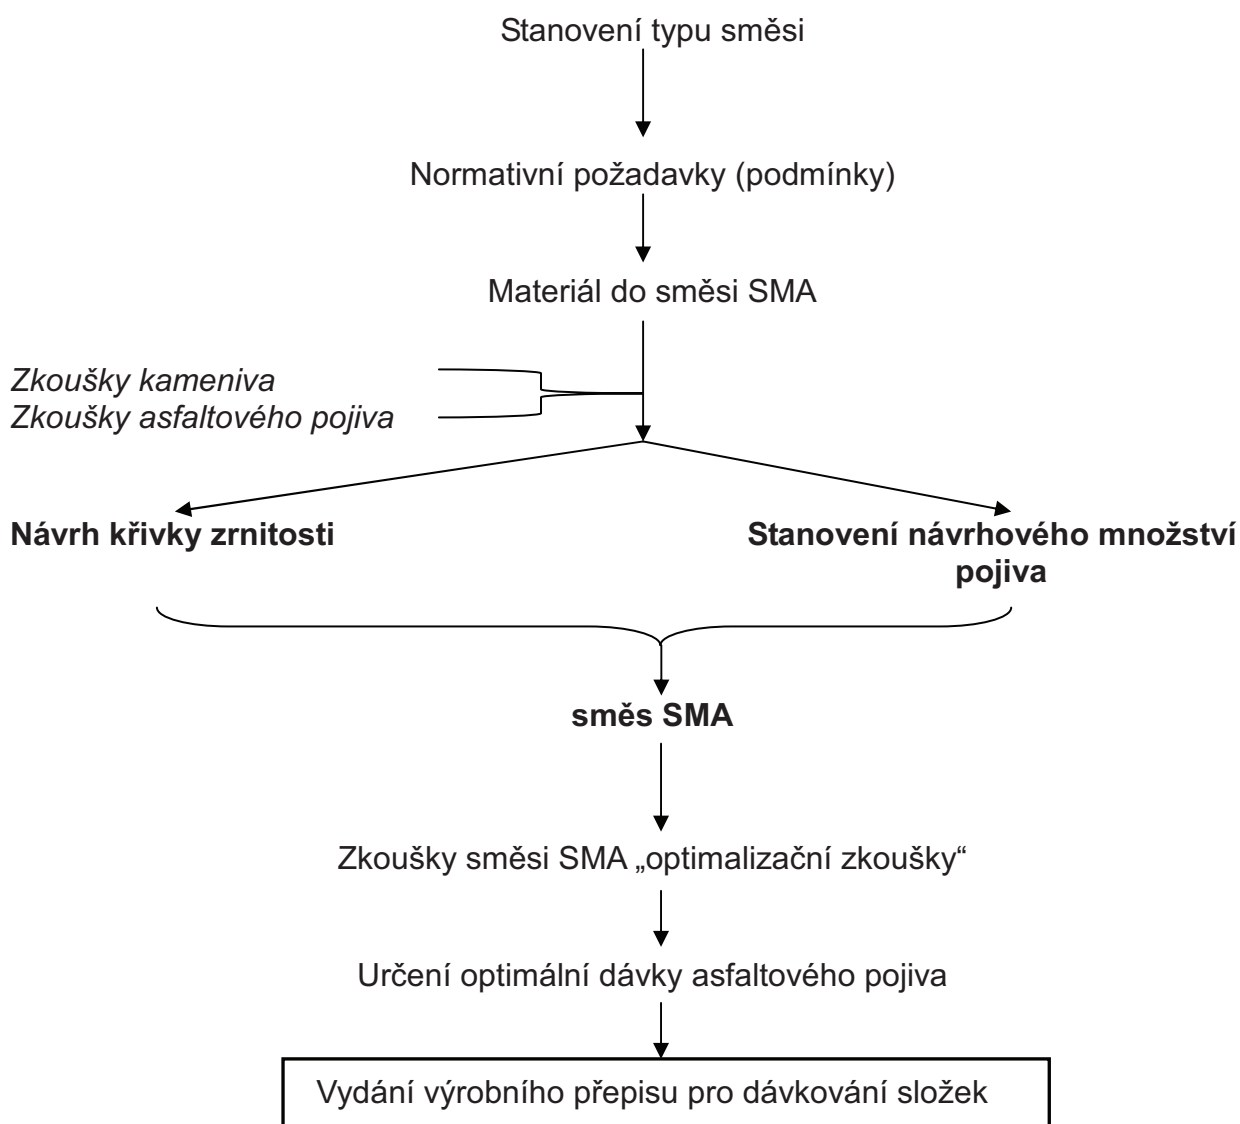 Stanovení typu směsi
Normativní požadavky (podmínky)
Materiál do směsi SMA
Zkoušky kameniva
Zkoušky asfaltového pojiva
Návrh křivky zrnitosti
Stanovení návrhového množství
pojiva
směs SMA
Zkoušky směsi SMA „optimalizační zkoušky“
Určení optimální dávky asfaltového pojiva
Vydání výrobního přepisu pro dávkování složek